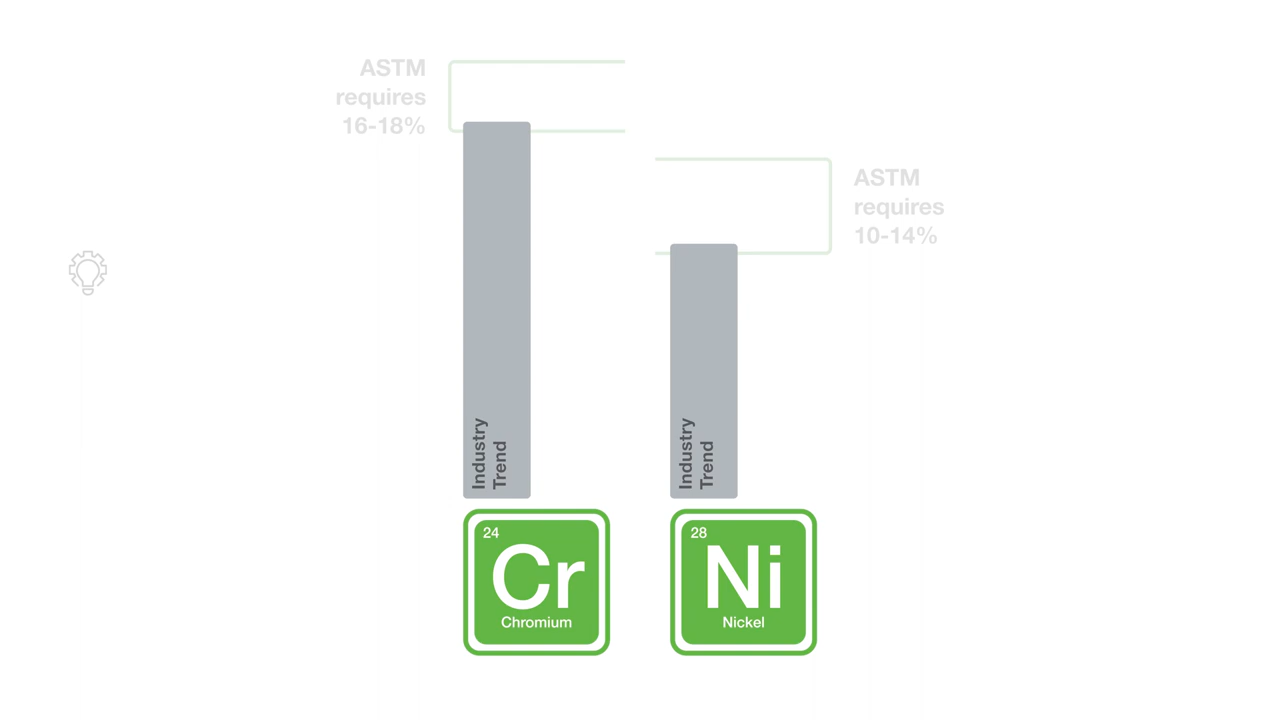 ASTM
requires
16-18%
ASTM
requires
10-14%
Industry
Trend
Industry
Trend
24
Cr
Chromium
28
Ni
Nickel